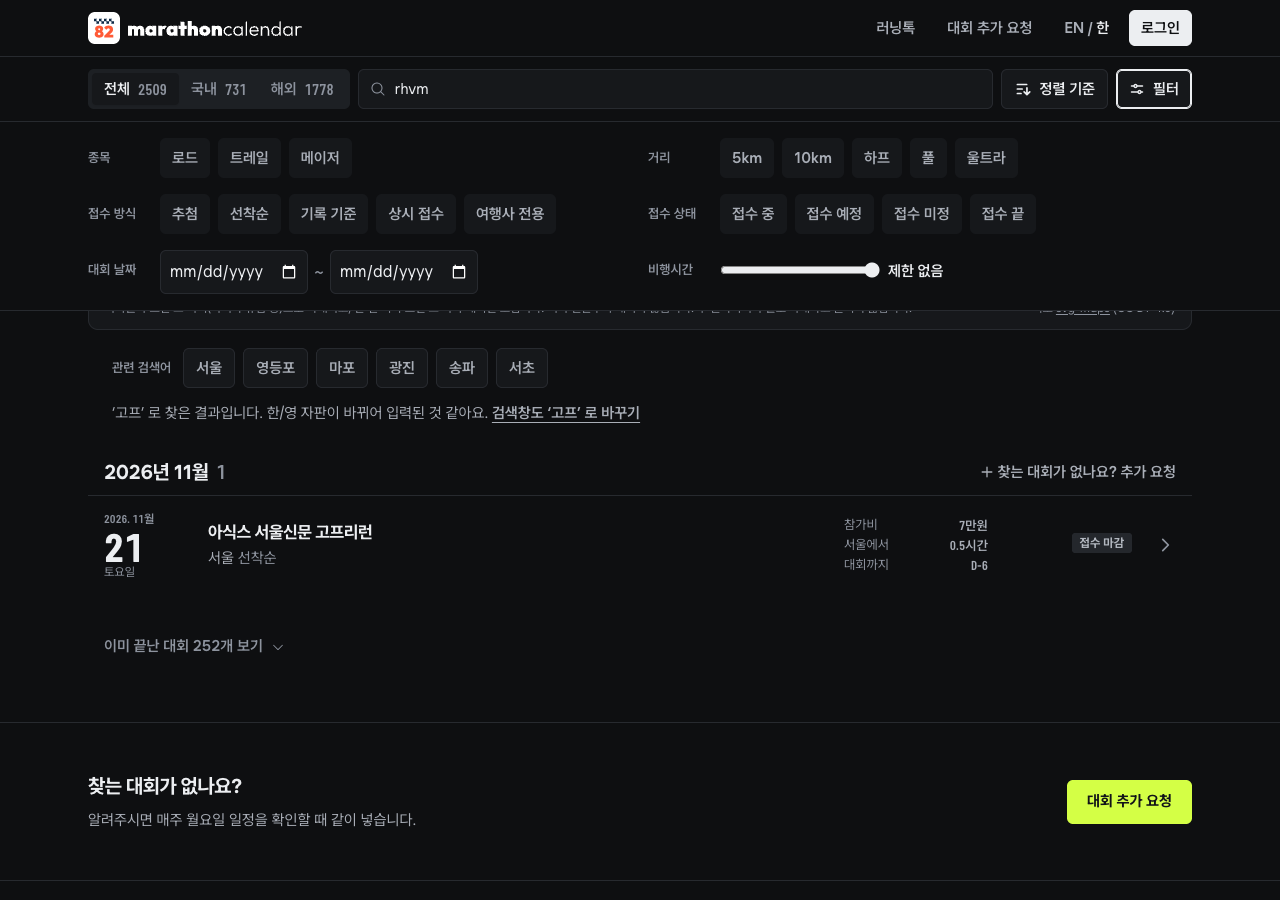 82 marathoncalendar
러닝톡 대회 추가 요청 EN / 한 로그인
전체 2509 국내 731 해외 1778 rhvm 정렬 기준 필터
종목 로드 트레일 메이저
거리 5km 10km 하프 풀 울트라
접수 방식 추첨 선착순 기록 기준 상시 접수 여행사 전용
접수 상태 접수 중 접수 예정 접수 미정 접수 끝
대회 날짜 mm/dd/yyyy ~ mm/dd/yyyy
비행시간 제한 없음
관련 검색어 서울 영등포 마포 광진 송파 서초
‘고프’ 로 찾은 결과입니다. 한/영 자판이 바뀌어 입력된 것 같아요. 검색창도 ‘고프’ 로 바꾸기
2026년 11월 1
+ 찾는 대회가 없나요? 추가 요청
2026. 11월
21
토요일
아식스 서울신문 고프리런
서울 선착순
참가비 7만원
서울에서 0.5시간
대회까지 D-6
접수 마감
이미 끝난 대회 252개 보기
찾는 대회가 없나요?
알려주시면 매주 월요일 일정을 확인할 때 같이 넣습니다.
대회 추가 요청